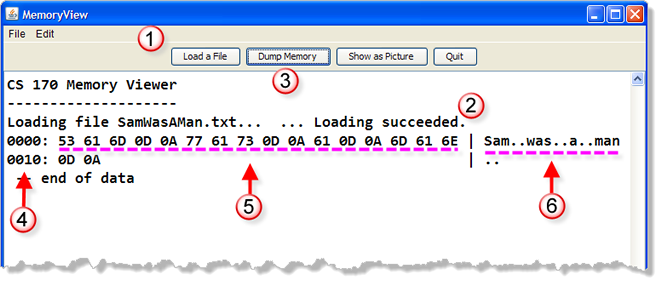 MemoryView
File Edit
1
Load a File Dump Memory Show as Picture Quit
3
CS 170 Memory Viewer
-------------------
2
Loading file SamWasAMan.txt... ... Loading succeeded.
0000: 53 61 6D 0D 0A 77 61 73 0D 0A 61 0D 0A 6D 61 6E | Sam..was..a..man
0010: 0D 0A | ..
-- end of data
4 5 6